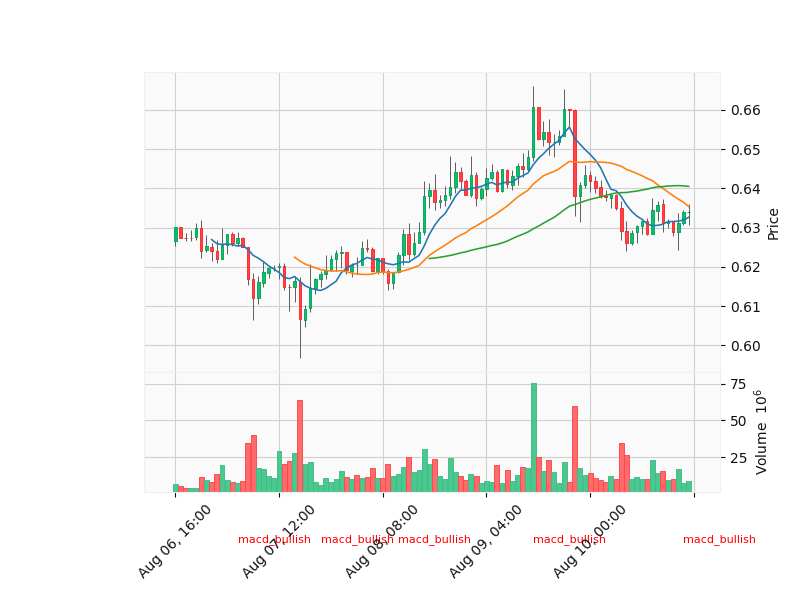 0.66
0.65
0.64
0.63
0.62
0.61
0.60
Price
75
50
25
Volume 10^6
Aug 06, 16:00
Aug 07, 12:00
Aug 08, 08:00
Aug 09, 04:00
Aug 10, 00:00
macd_bullish
macd_bullish
macd_bullish
macd_bullish
macd_bullish